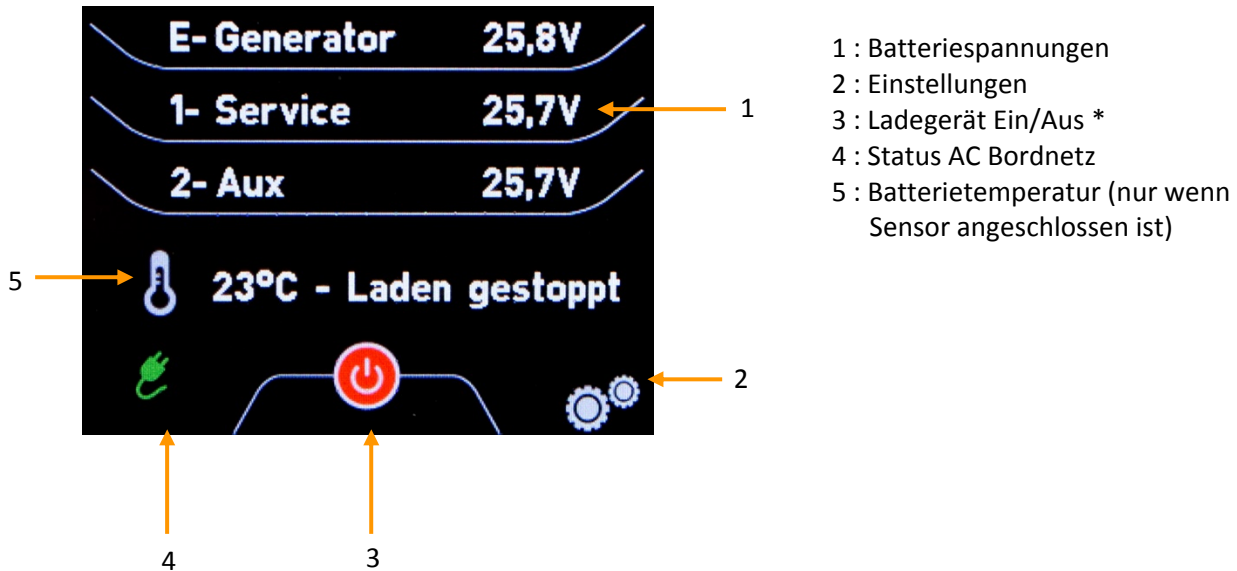 E- Generator 25,8V
1- Service 25,7V
2- Aux 25,7V
23°C - Laden gestoppt
1
5
2
4
3
1 : Batteriespannungen
2 : Einstellungen
3 : Ladegerät Ein/Aus *
4 : Status AC Bordnetz
5 : Batterietemperatur (nur wenn
Sensor angeschlossen ist)